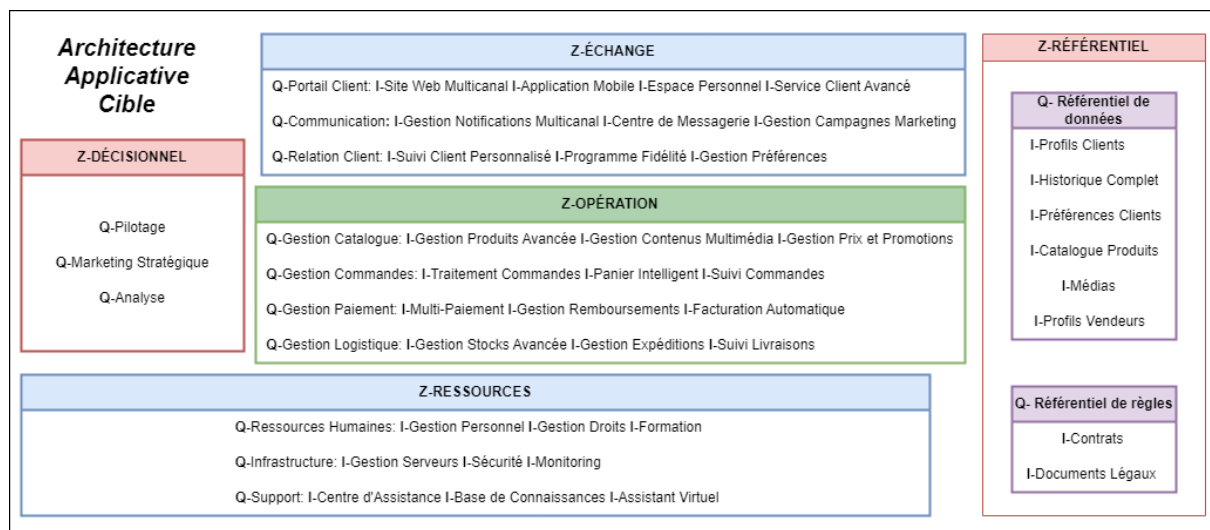 Architecture
Applicative
Cible
Z-ÉCHANGE
Q-Portail Client: I-Site Web Multicanal I-Application Mobile I-Espace Personnel I-Service Client Avancé
Q-Communication: I-Gestion Notifications Multicanal I-Centre de Messagerie I-Gestion Campagnes Marketing
Q-Relation Client: I-Suivi Client Personnalisé I-Programme Fidélité I-Gestion Préférences
Z-DÉCISIONNEL
Q-Pilotage
Q-Marketing Stratégique
Q-Analyse
Z-OPÉRATION
Q-Gestion Catalogue: I-Gestion Produits Avancée I-Gestion Contenus Multimédia I-Gestion Prix et Promotions
Q-Gestion Commandes: I-Traitement Commandes I-Panier Intelligent I-Suivi Commandes
Q-Gestion Paiement: I-Multi-Paiement I-Gestion Remboursements I-Facturation Automatique
Q-Gestion Logistique: I-Gestion Stocks Avancée I-Gestion Expéditions I-Suivi Livraisons
Z-RESSOURCES
Q-Ressources Humaines: I-Gestion Personnel I-Gestion Droits I-Formation
Q-Infrastructure: I-Gestion Serveurs I-Sécurité I-Monitoring
Q-Support: I-Centre d'Assistance I-Base de Connaissances I-Assistant Virtuel
Z-RÉFÉRENTIEL
Q- Référentiel de
données
I-Profils Clients
I-Historique Complet
I-Préférences Clients
I-Catalogue Produits
I-Médias
I-Profils Vendeurs
Q- Référentiel de règles
I-Contrats
I-Documents Légaux